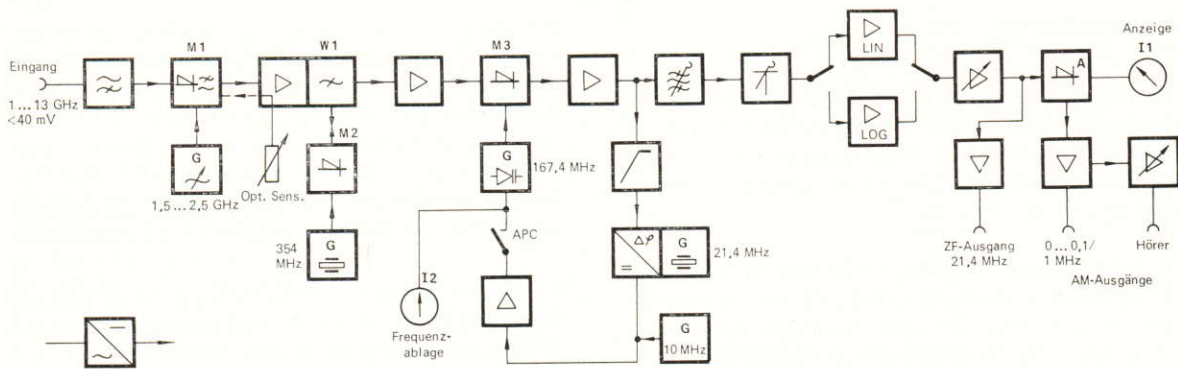 Eingang
1 ... 13 GHz
<40 mV
M1
G
1,5 ... 2,5 GHz
Opt. Sens.
W1
M2
354
MHz
G
M3
G
167,4 MHz
APC
I2
Frequenz-
ablage
Δφ
=
G
21,4 MHz
G
10 MHz
LIN
LOG
A
Anzeige
I1
ZF-Ausgang
21,4 MHz
0 ... 0,1/
1 MHz
Hörer
AM-Ausgänge